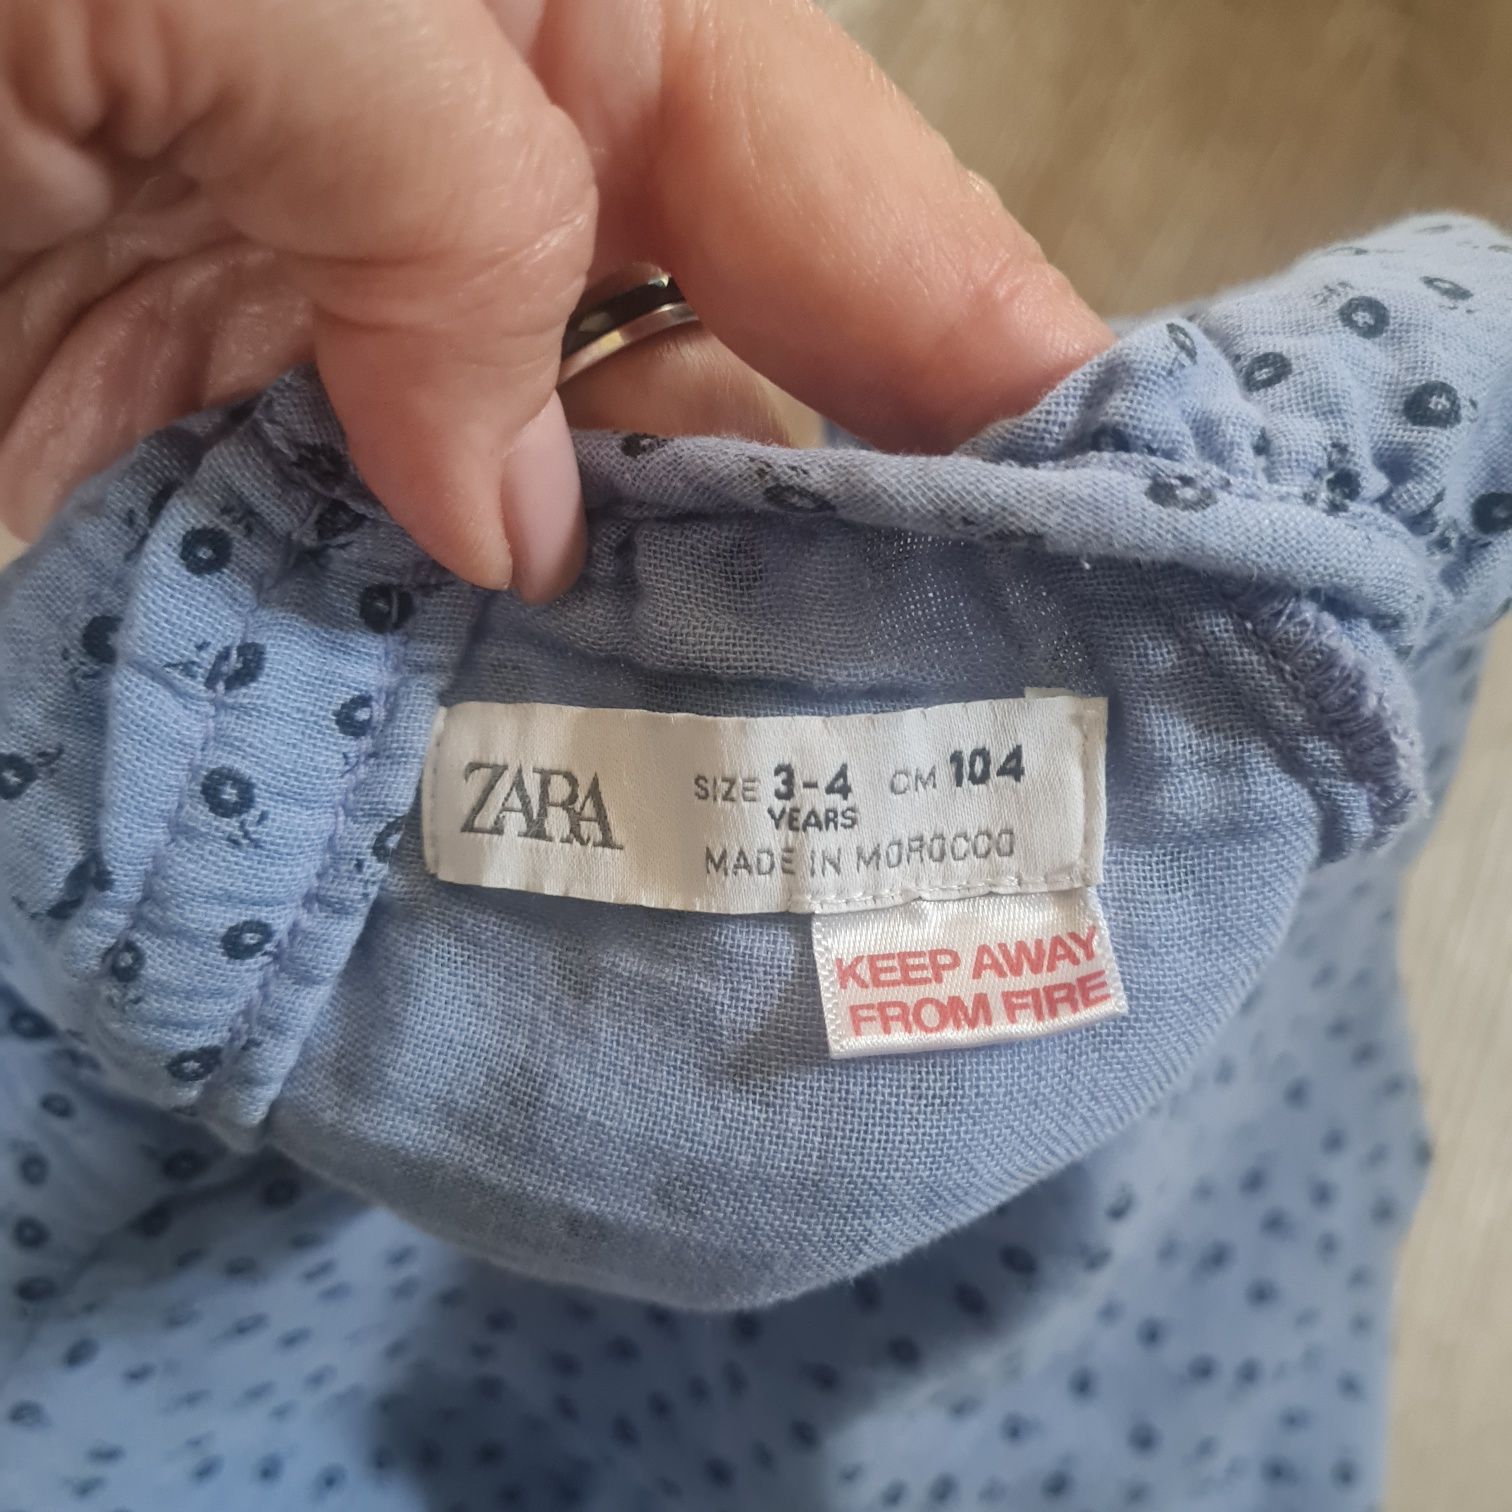 ZARA
SIZE 3-4 CM 104
YEARS
MADE IN MOROCCO
KEEP AWAY
FROM FIRE